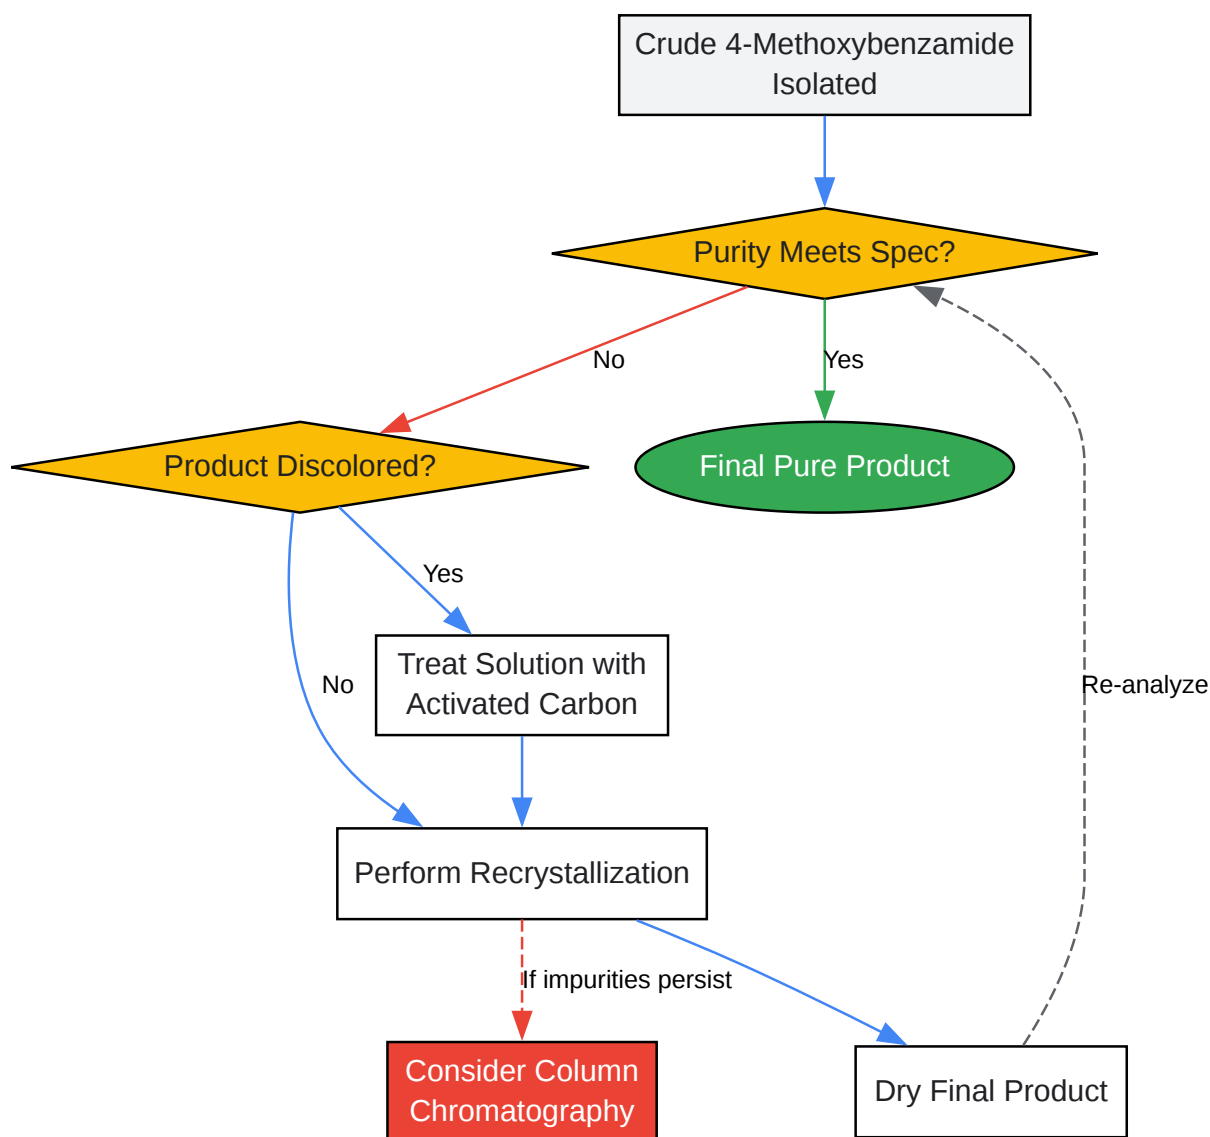 Crude 4-Methoxybenzamide
Isolated
Purity Meets Spec?
No
Yes
Product Discolored?
Final Pure Product
Yes
No
Treat Solution with
Activated Carbon
Re-analyze
Perform Recrystallization
If impurities persist
Consider Column
Chromatography
Dry Final Product